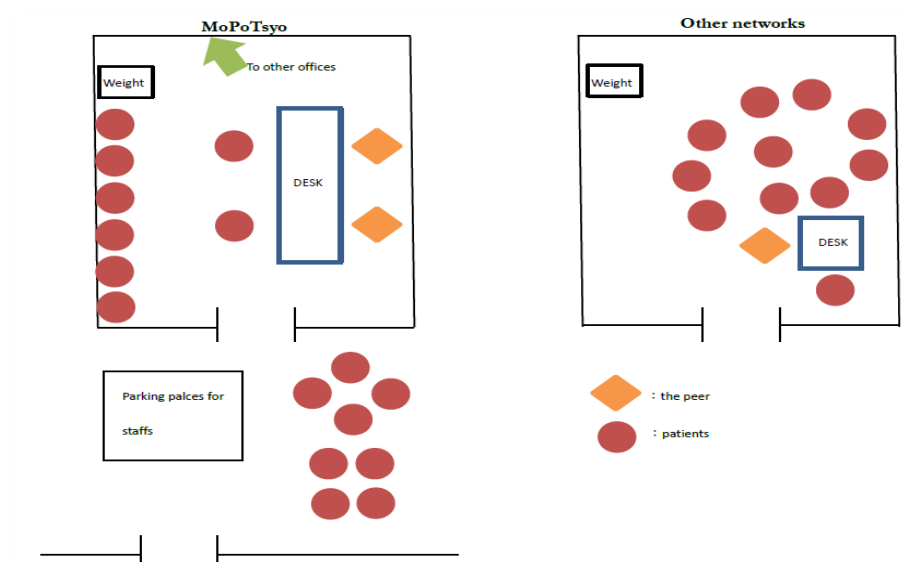 MoPoTsyo
To other offices
Weight
DESK
Parking palces for
staffs
Other networks
Weight
DESK
: the peer
: patients